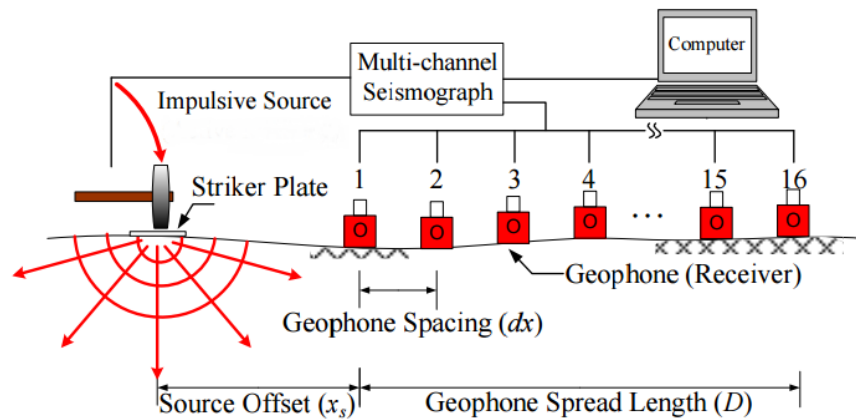 Computer
Multi-channel
Seismograph
Impulsive Source
Striker Plate
1 2 3 4 15 16
O O O O ... O O
Geophone (Receiver)
Geophone Spacing (dx)
Source Offset (xs)
Geophone Spread Length (D)